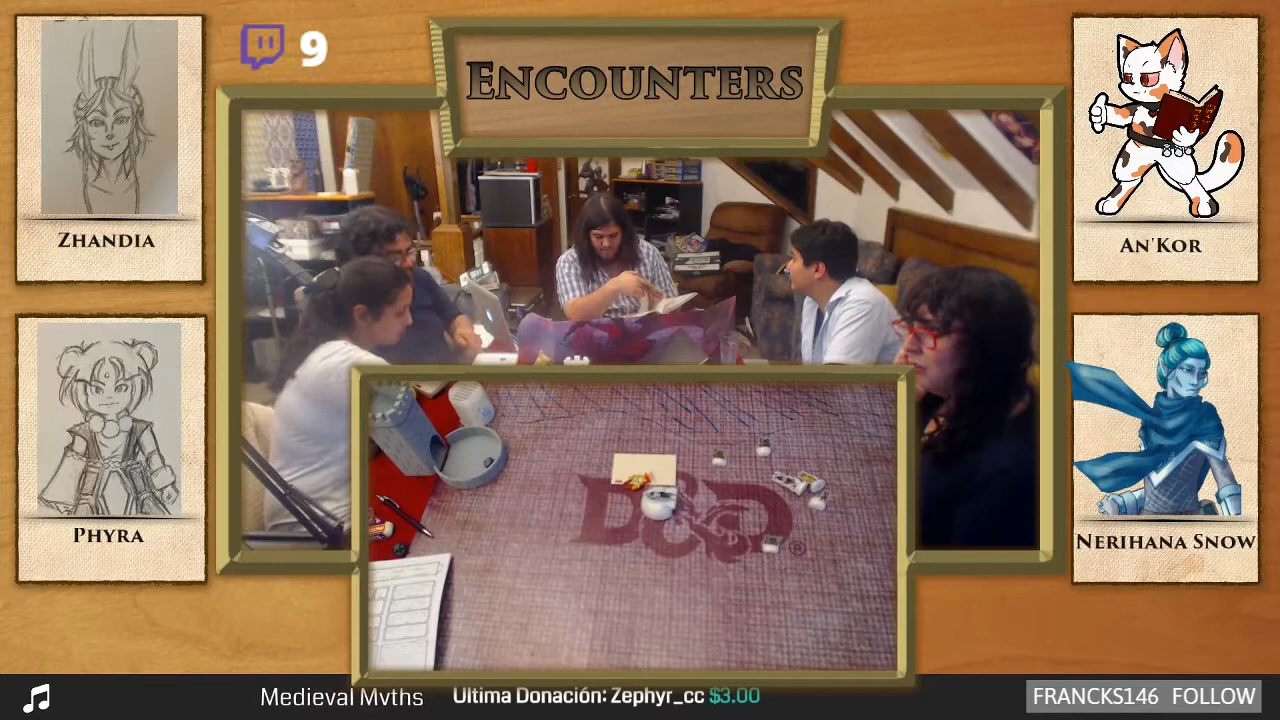 9
ENCOUNTERS
ZHANDIA
AN'KOR
PHYRA
NERIHANA SNOW
D&D
®
Medieval Myths
Ultima Donación: Zephyr_cc $3.00
FRANCKS146 FOLLOW